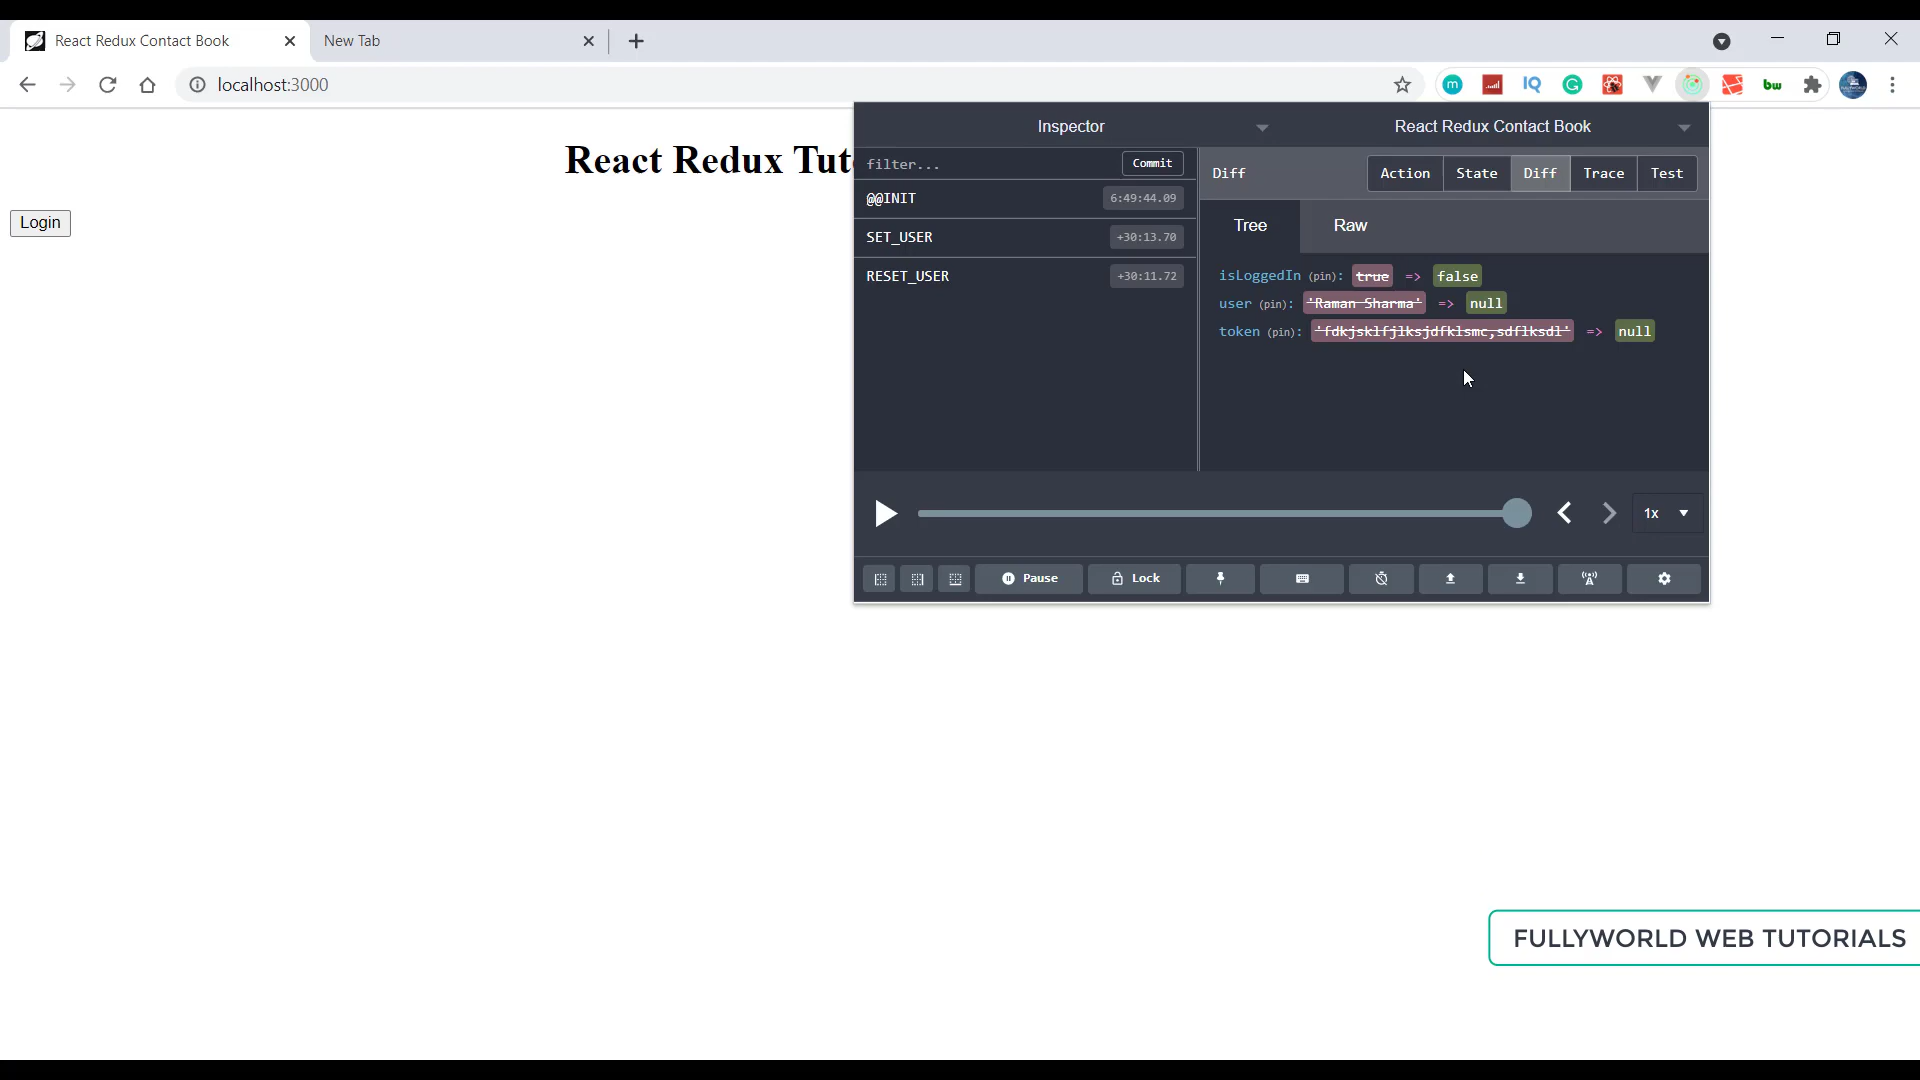 React Redux Contact Book
New Tab
localhost:3000
m
IQ
G
bw
React Redux Tut
Login
Inspector
React Redux Contact Book
filter...
Commit
@@INIT
6:49:44.09
SET_USER
+30:13.70
RESET_USER
+30:11.72
Diff
Action
State
Diff
Trace
Test
Tree
Raw
isLoggedIn (pin): true => false
user (pin): 'Raman Sharma' => null
token (pin): 'fdkjsklfjlksjdfklsmc,sdflksdl' => null
1x
Pause
Lock
FULLYWORLD WEB TUTORIALS